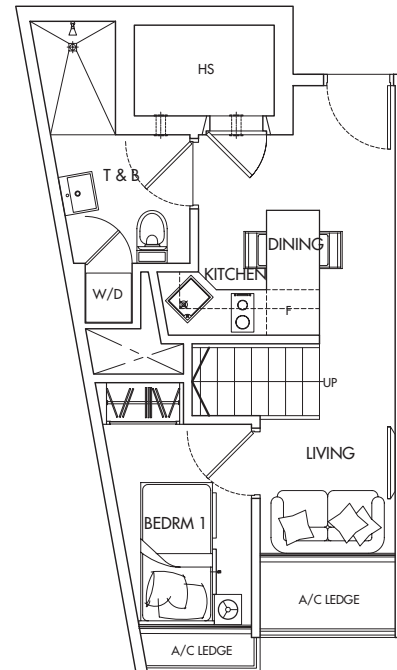 HS
T & B
DINING
KITCHEN
W/D
F
UP
LIVING
BEDRM 1
A/C LEDGE
A/C LEDGE